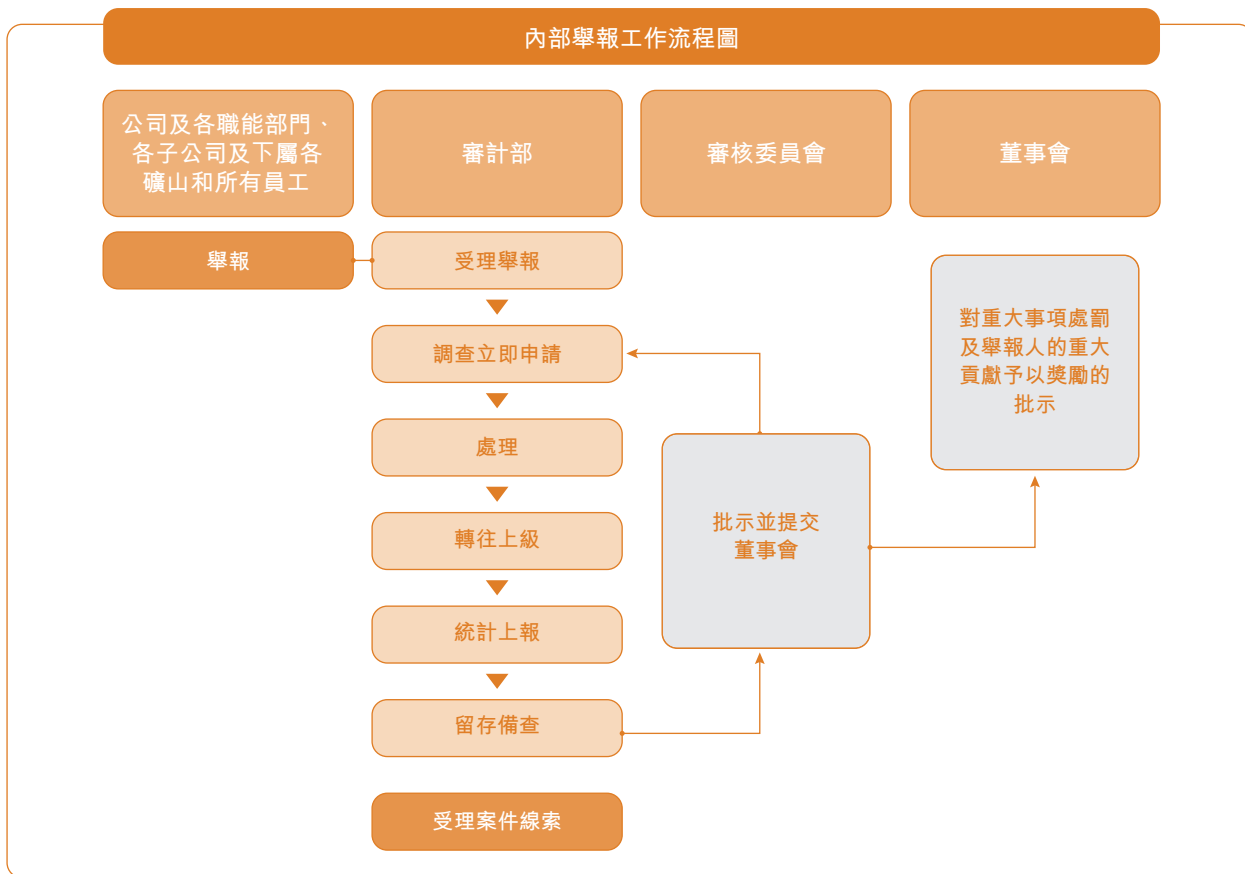 內部舉報工作流程圖
公司及各職能部門、
各子公司及下屬各
礦山和所有員工
審計部
審核委員會
董事會
舉報
受理舉報
調查立即申請
處理
轉往上級
統計上報
留存備查
受理案件線索
批示並提交
董事會
對重大事項處罰
及舉報人的重大
貢獻予以獎勵的
批示